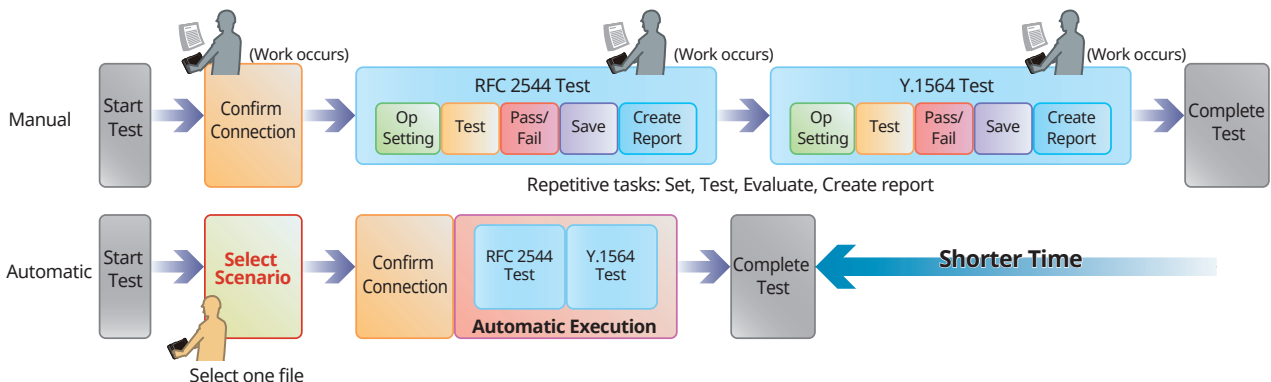 (Work occurs)
(Work occurs)
(Work occurs)
Manual
Start
Test
Confirm
Connection
RFC 2544 Test
Op
Setting
Test
Pass/
Fail
Save
Create
Report
Y.1564 Test
Op
Setting
Test
Pass/
Fail
Save
Create
Report
Complete
Test
Repetitive tasks: Set, Test, Evaluate, Create report
Automatic
Start
Test
Select
Scenario
Confirm
Connection
RFC 2544
Test
Y.1564
Test
Automatic Execution
Complete
Test
Shorter Time
Select one file